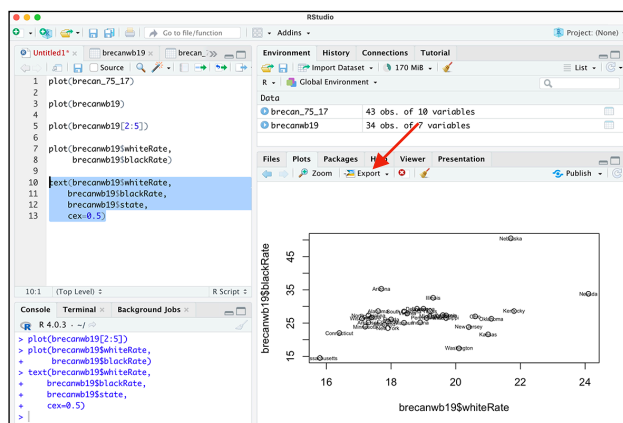 RStudio
Go to file/function
Addins
Project: (None)
Untitled1*
brecanwb19
brecan_
Source
1 plot(brecan_75_17)
2
3 plot(brecanwb19)
4
5 plot(brecanwb19[2:5])
6
7 plot(brecanwb19$whiteRate,
8 brecanwb19$blackRate)
9
10 text(brecanwb19$whiteRate,
11 brecanwb19$blackRate,
12 brecanwb19$state,
13 cex=0.5)
10:1 (Top Level) R Script
Console Terminal Background Jobs
R 4.0.3 · ~/
> plot(brecanwb19[2:5])
> plot(brecanwb19$whiteRate,
+ brecanwb19$blackRate)
> text(brecanwb19$whiteRate,
+ brecanwb19$blackRate,
+ brecanwb19$state,
+ cex=0.5)
>
Environment History Connections Tutorial
Import Dataset 170 MiB List
R Global Environment
Data
brecan_75_17 43 obs. of 10 variables
brecanwb19 34 obs. of 7 variables
Files Plots Packages Viewer Presentation
Zoom Export Publish
brecanwb19$blackRate
45
35
25
15
Nebraska
Arizona
Nevada
Illinois
Kentucky
Oklahoma
Connecticut
New Jersey
Kansas
Washington
16 18 20 22 24
brecanwb19$whiteRate